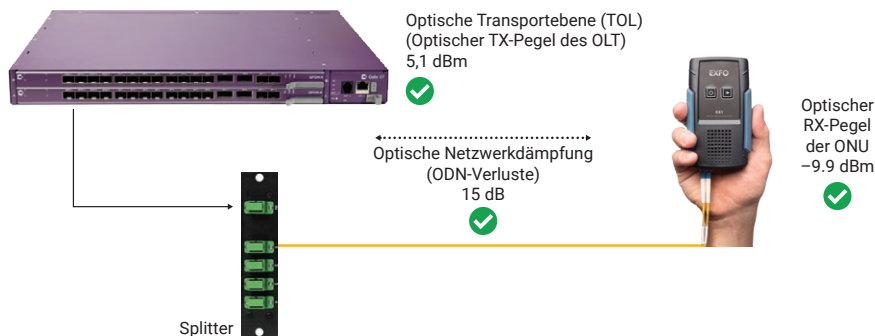 Optische Transportebene (TOL)
(Optischer TX-Pegel des OLT)
5,1 dBm
EXFO
Optischer
RX-Pegel
der ONU
–9.9 dBm
Optische Netzwerkdämpfung
(ODN-Verluste)
15 dB
Splitter